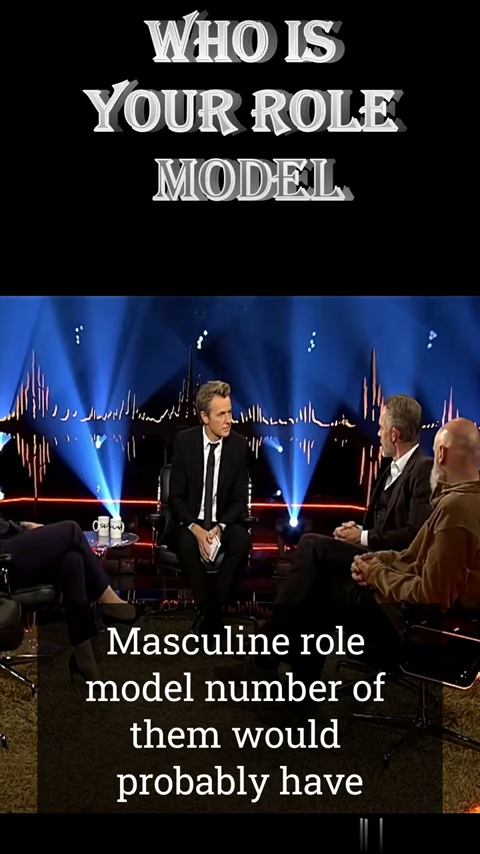 WHO IS
YOUR ROLE
MODEL
Masculine role
model number of
them would
probably have